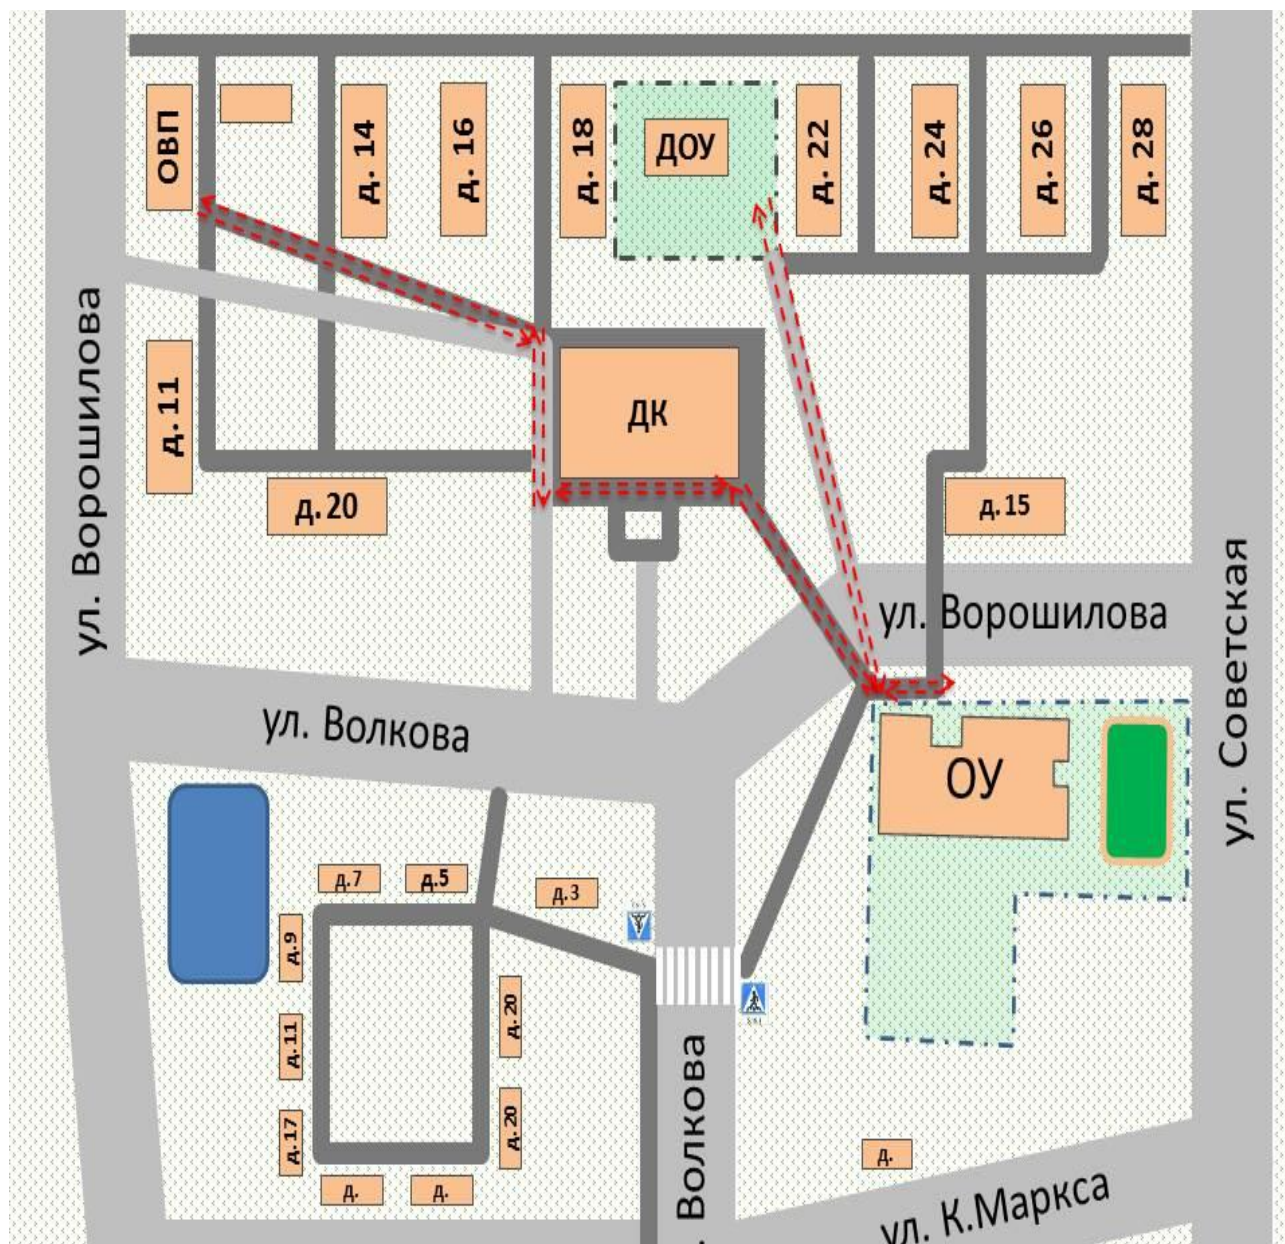 ОВП
д. 14
д. 16
д. 18
ДОУ
д. 22
д. 24
д. 26
д. 28
ул. Ворошилова
д. 11
ДК
д. 20
д. 15
ул. Ворошилова
ул. Советская
ул. Волкова
ОУ
д.7
д.5
д.3
д.9
д.20
д.11
д.20
д.17
д.
д.
. Волкова
д.
ул. К.Маркса